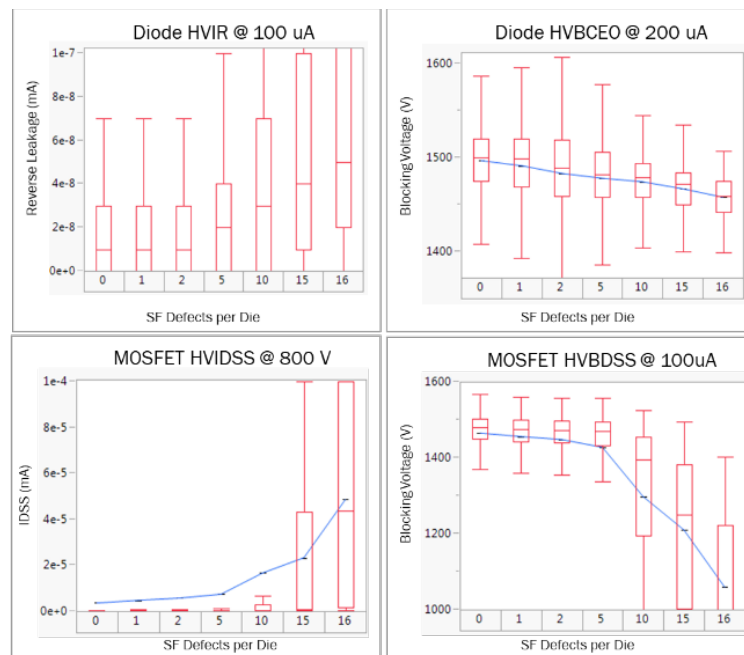 Diode HVIR @ 100 uA
Reverse Leakage (mA)
1e-7
8e-8
6e-8
4e-8
2e-8
0e+0
0 1 2 5 10 15 16
SF Defects per Die
Diode HVBCEO @ 200 uA
Blocking Voltage (V)
1600
1500
1400
0 1 2 5 10 15 16
SF Defects per Die
MOSFET HVIDSS @ 800 V
IDSS (mA)
1e-4
8e-5
6e-5
4e-5
2e-5
0e+0
0 1 2 5 10 15 16
SF Defects per Die
MOSFET HVBDSS @ 100uA
Blocking Voltage (V)
1600
1400
1200
1000
0 1 2 5 10 15 16
SF Defects per Die